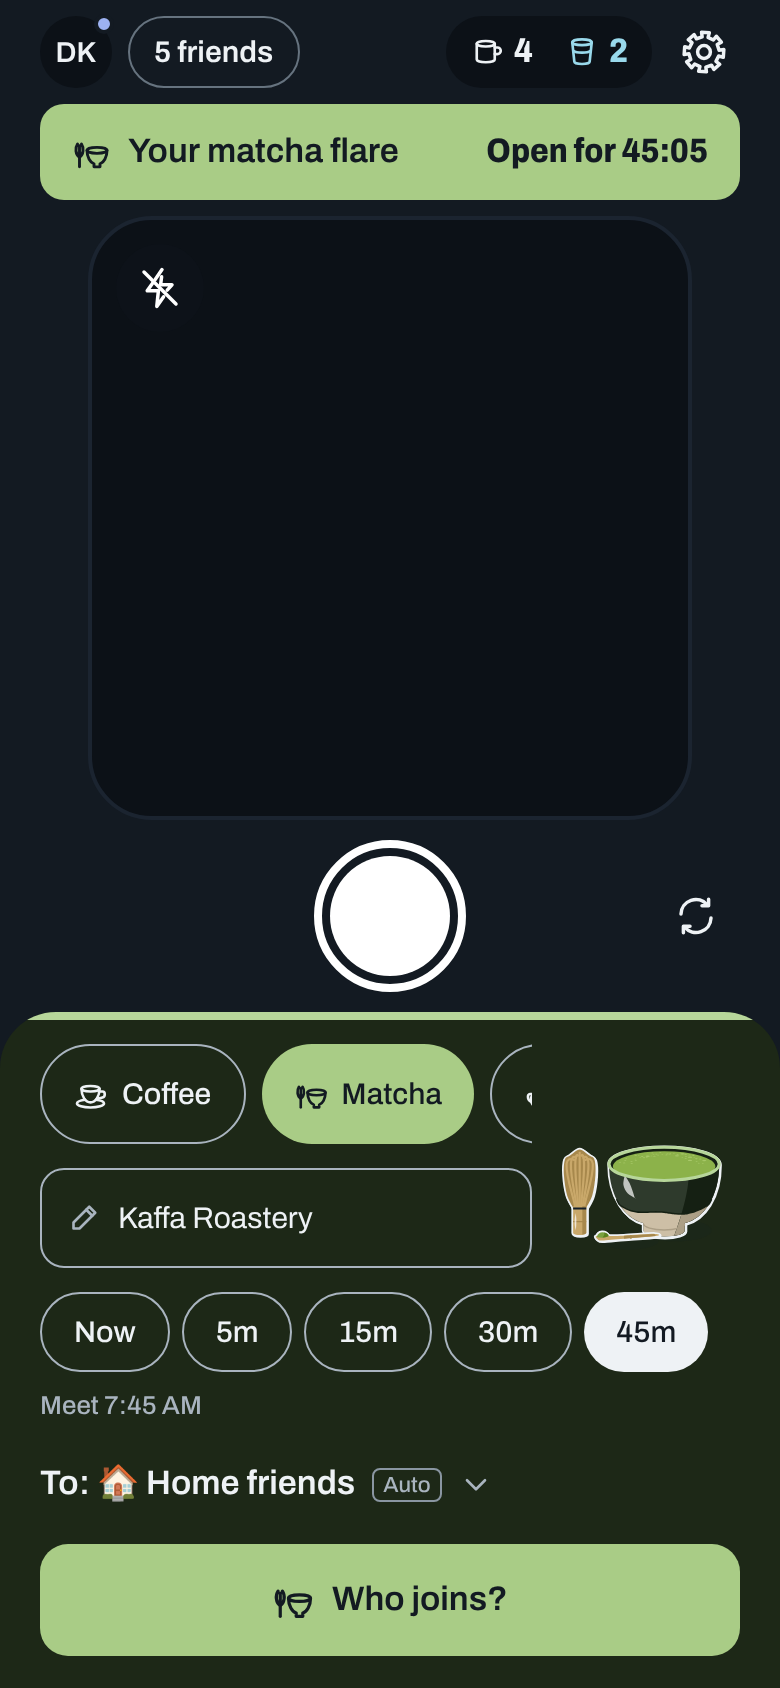 DK
5 friends
4
2
Your matcha flare
Open for 45:05
Coffee
Matcha
Kaffa Roastery
Now
5m
15m
30m
45m
Meet 7:45 AM
To: 🏠 Home friends
Auto
Who joins?